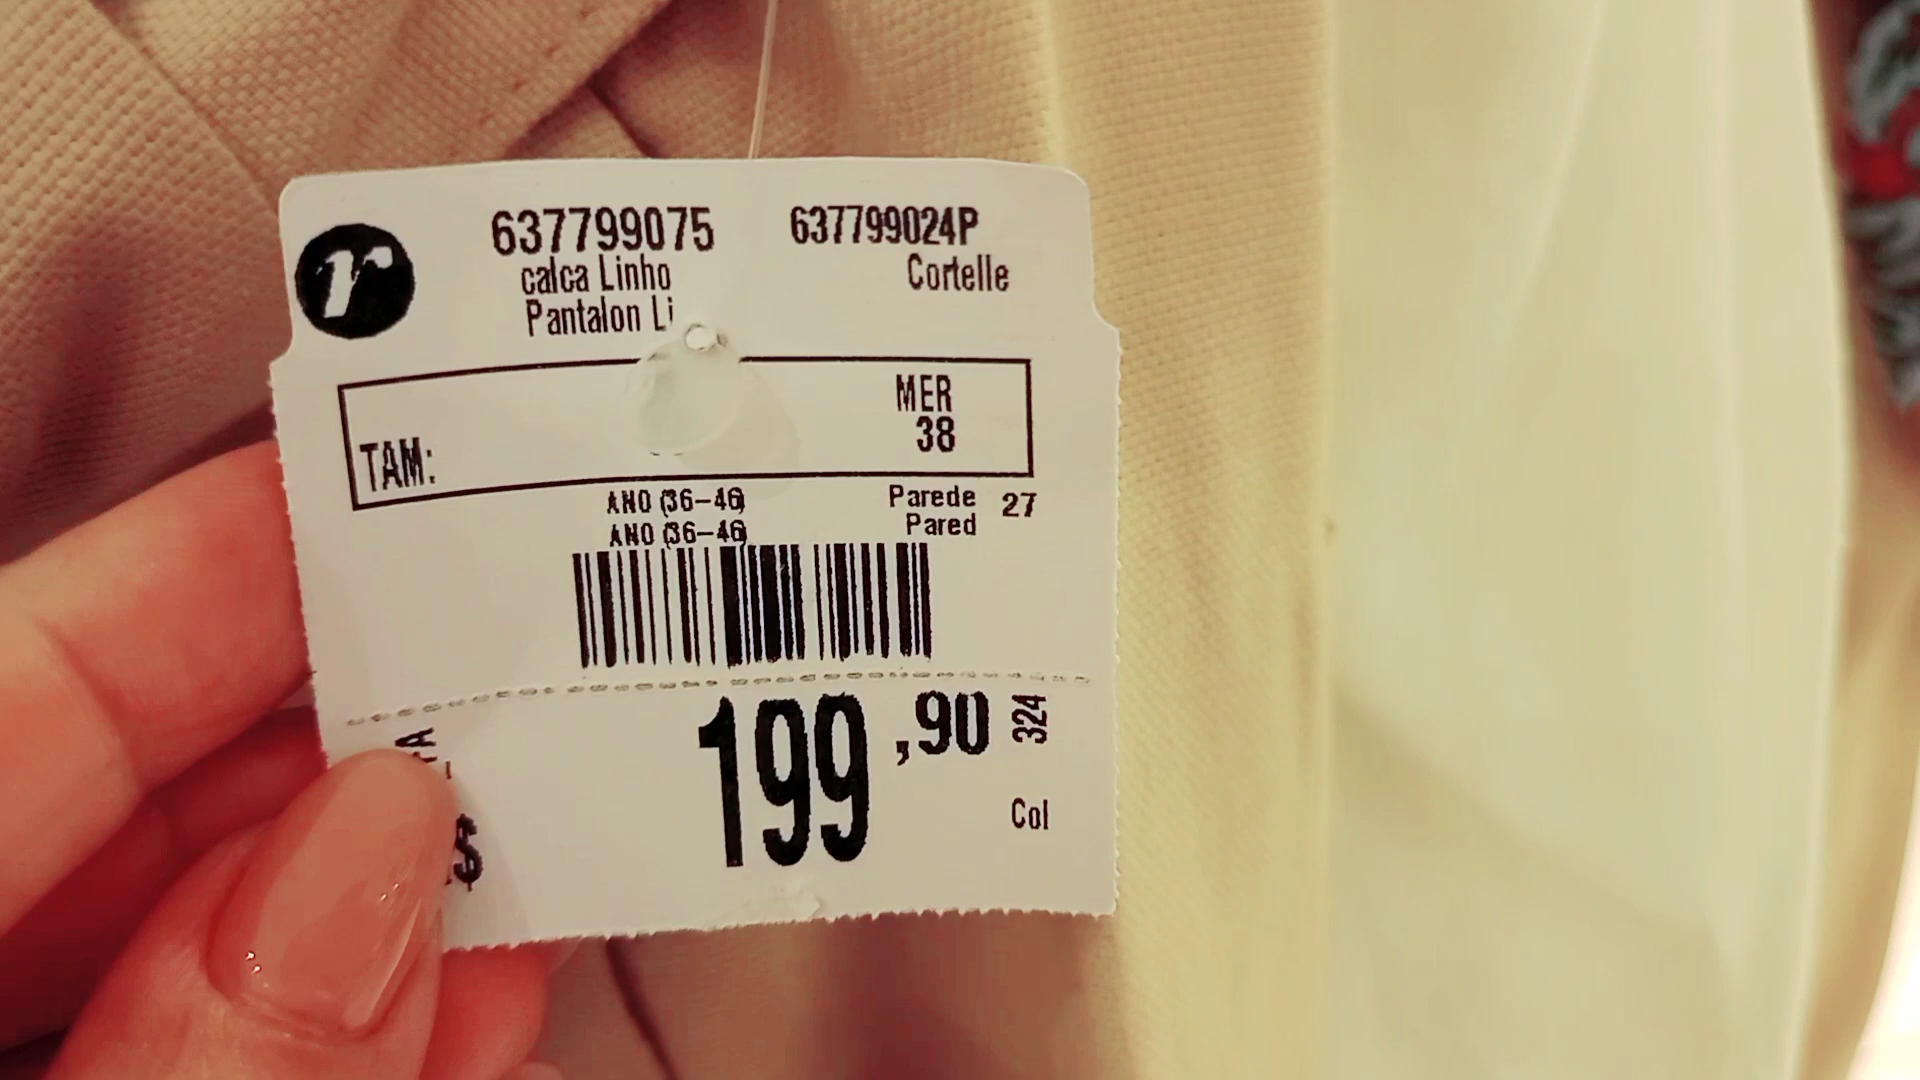 r
637799075 637799024P
calca Linho Cortelle
Pantalon Li
MER
38
TAM:
ANO (36-46) Parede 27
ANO (36-46) Pared
199,90 324
Col
$